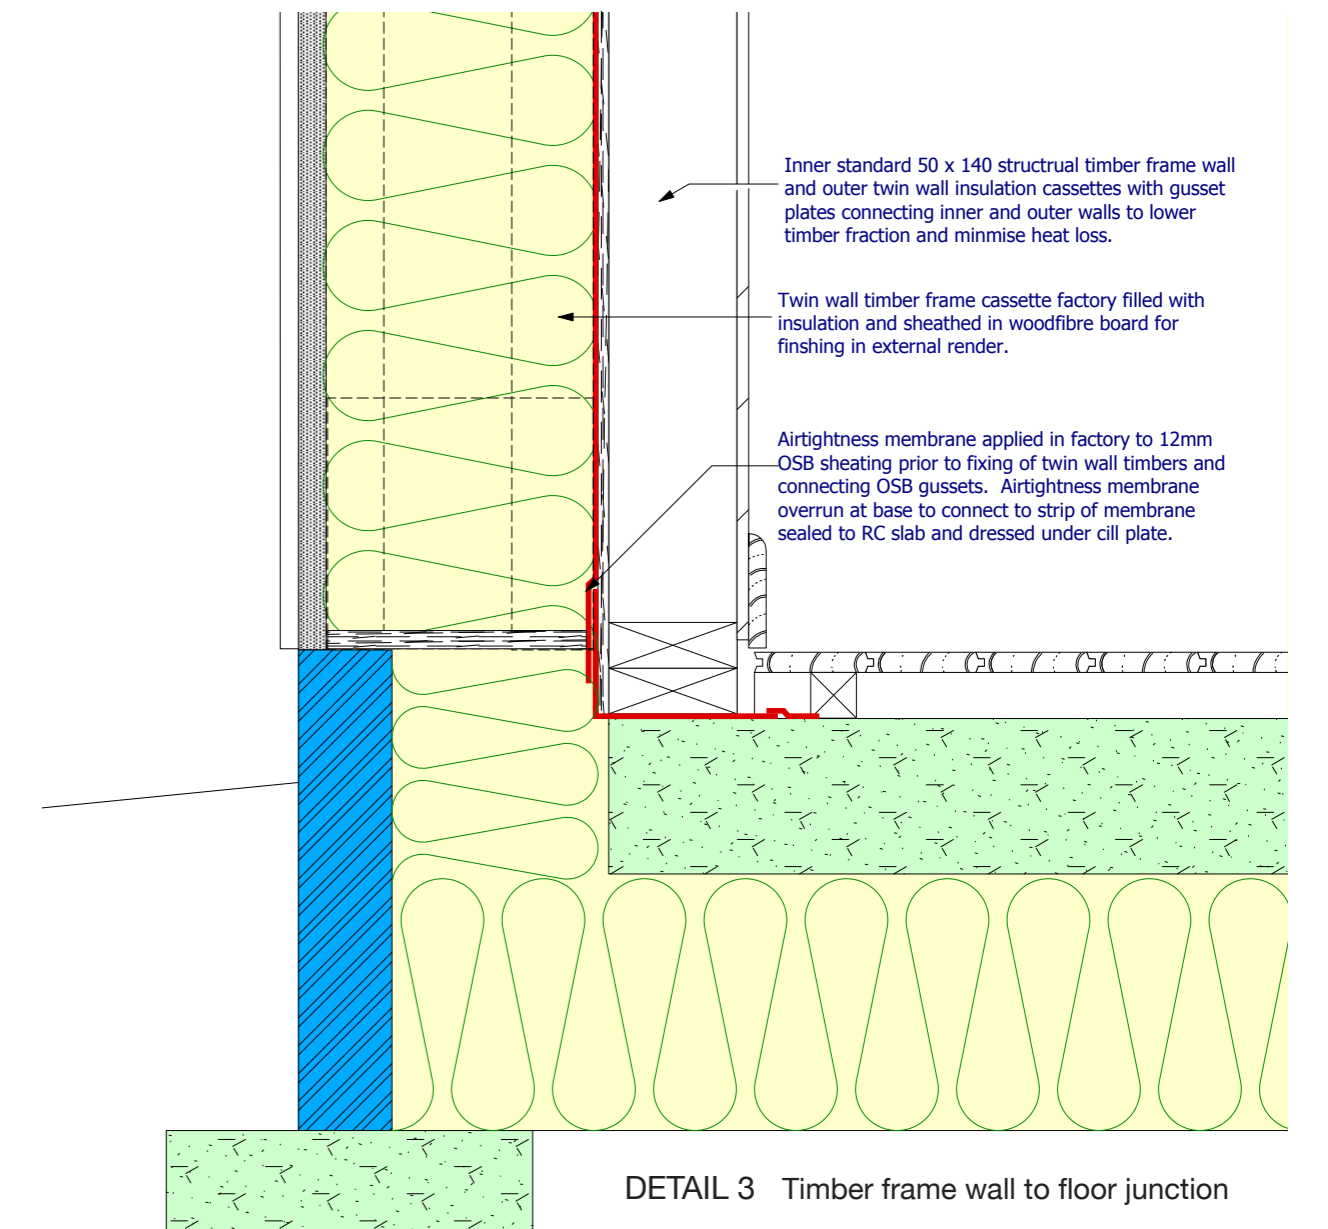 Inner standard 50 x 140 structrual timber frame wall
and outer twin wall insulation cassettes with gusset
plates connecting inner and outer walls to lower
timber fraction and minmise heat loss.
Twin wall timber frame cassette factory filled with
insulation and sheathed in woodfibre board for
finshing in external render.
Airtightness membrane applied in factory to 12mm
OSB sheating prior to fixing of twin wall timbers and
connecting OSB gussets.  Airtightness membrane
overrun at base to connect to strip of membrane
sealed to RC slab and dressed under cill plate.
DETAIL 3   Timber frame wall to floor junction